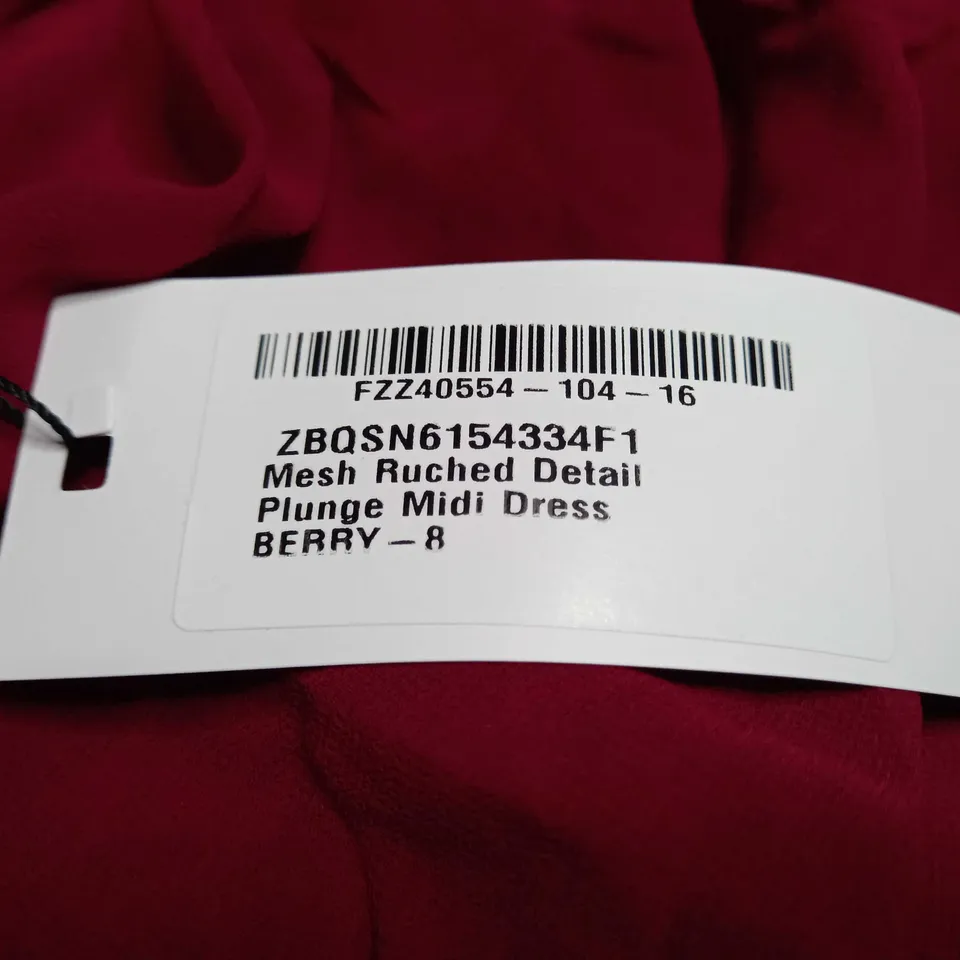 FZZ40554-104-16
ZBQSN6154334F1
Mesh Ruched Detail
Plunge Midi Dress
BERRY-8